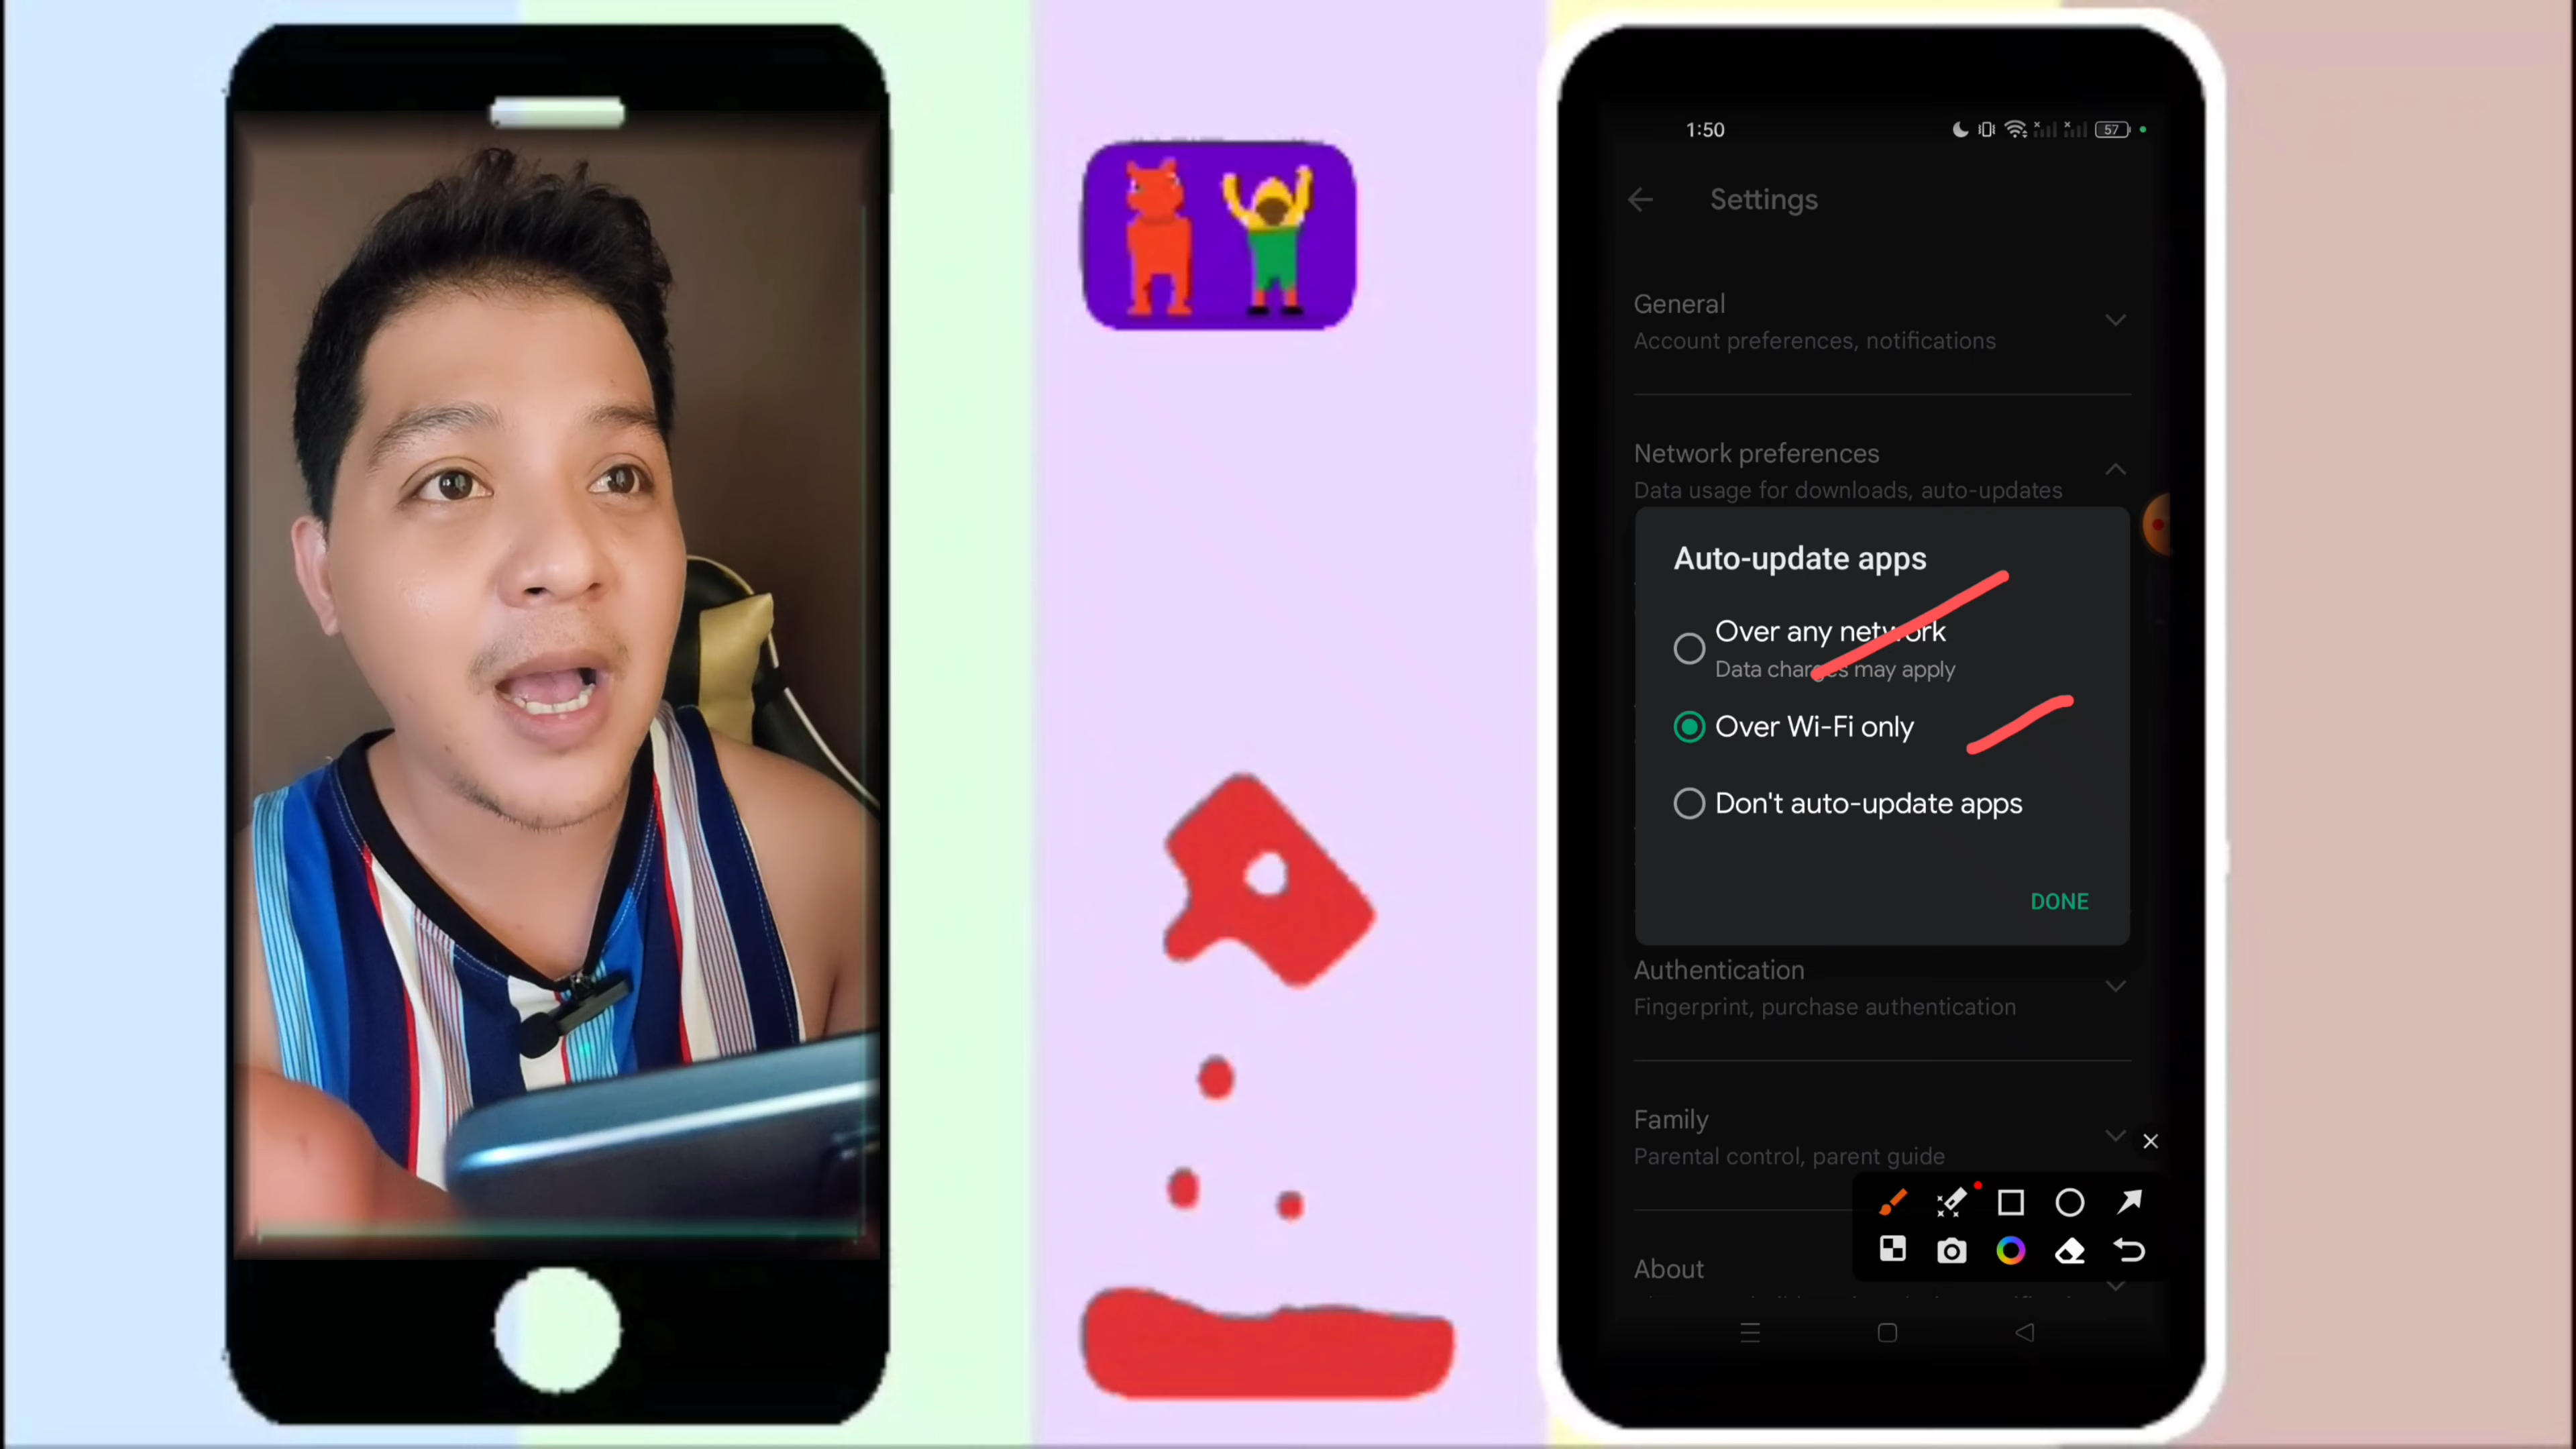 1:50
57
Settings
General
Account preferences, notifications
Network preferences
Data usage for downloads, auto-updates
Auto-update apps
Over any network
Data charges may apply
Over Wi-Fi only
Don't auto-update apps
DONE
Authentication
Fingerprint, purchase authentication
Family
Parental control, parent guide
About